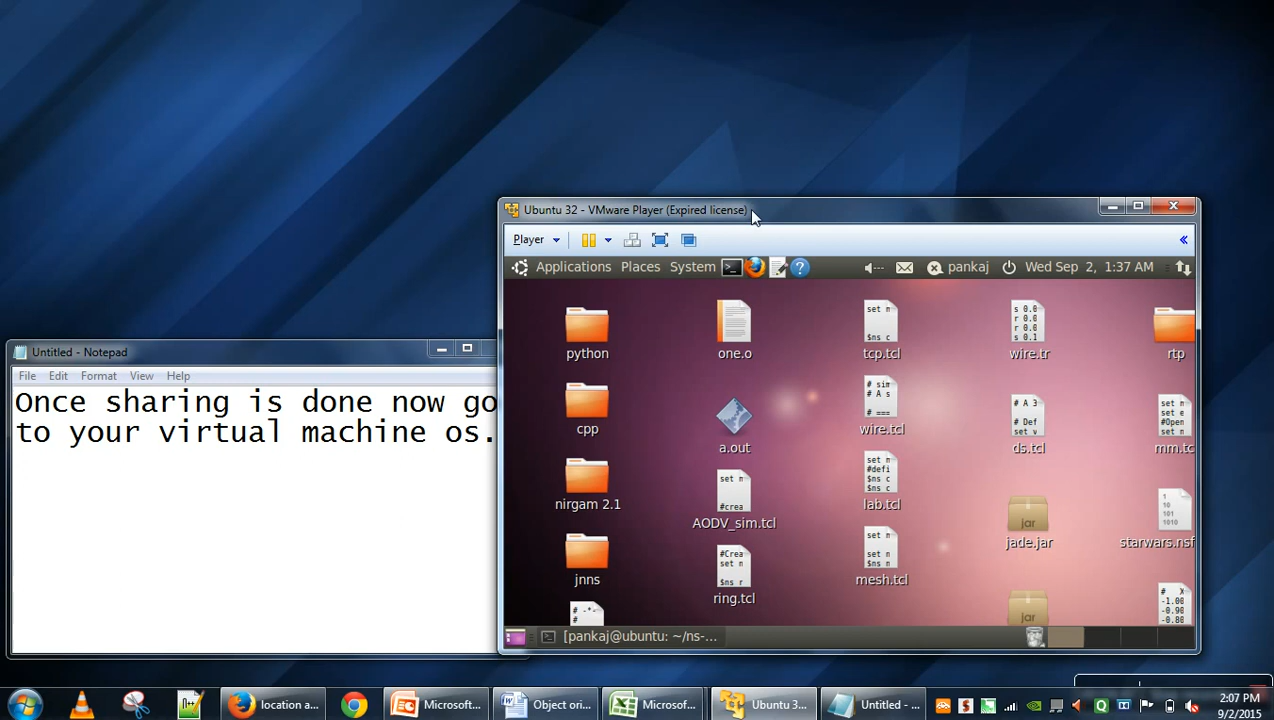 Ubuntu 32 - VMware Player (Expired license)
Player
Applications Places System pankaj Wed Sep 2, 1:37 AM
python
one.o
tcp.tcl
wire.tr
rtp
cpp
a.out
wire.tcl
ds.tcl
mm.tc
nirgam 2.1
AODV_sim.tcl
lab.tcl
jade.jar
starwars.nsf
jnns
ring.tcl
mesh.tcl
[pankaj@ubuntu: ~/ns-...
Untitled - Notepad
File Edit Format View Help
Once sharing is done now go
to your virtual machine os.
location a...
Microsoft...
Object ori...
Microsof...
Ubuntu 3...
Untitled - ...
2:07 PM
9/2/2015